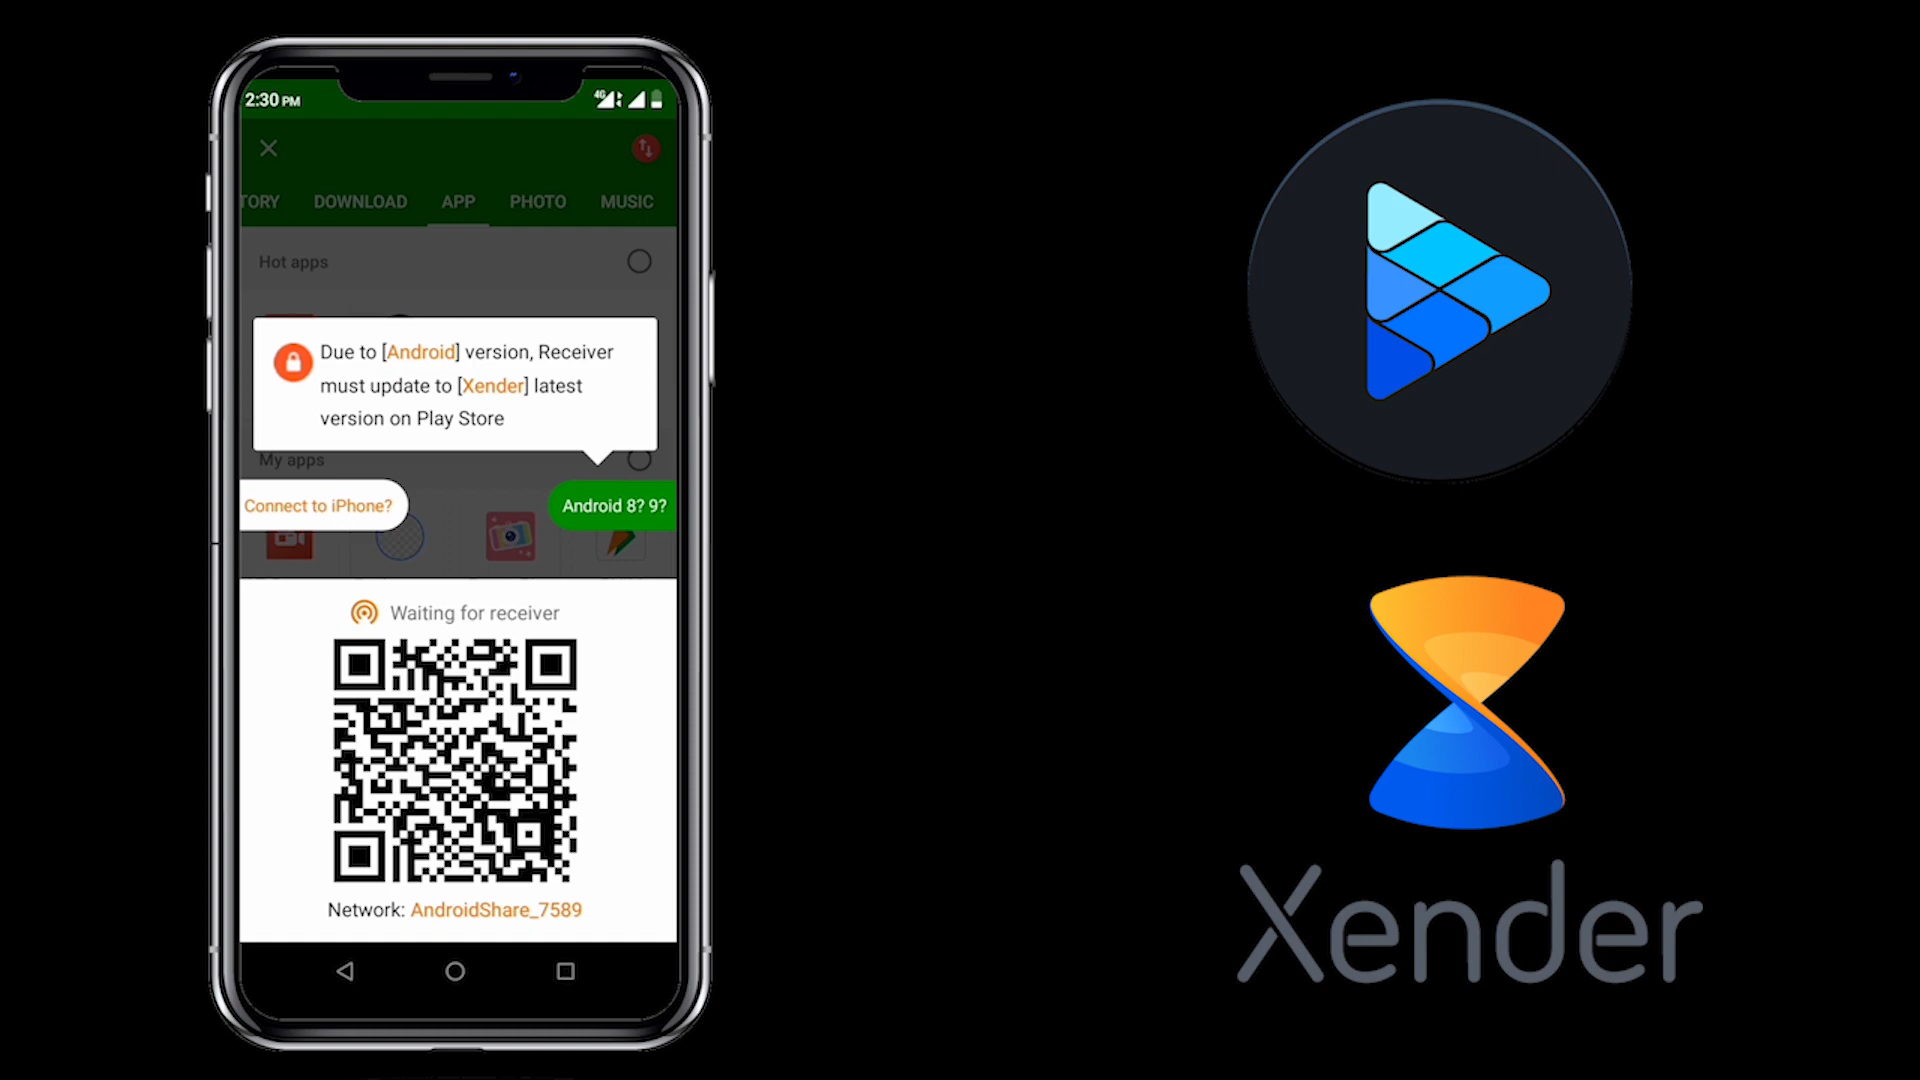 2:30 PM
4G
TORY DOWNLOAD APP PHOTO MUSIC
Hot apps
Due to [Android] version, Receiver
must update to [Xender] latest
version on Play Store
My apps
Connect to iPhone?
Android 8? 9?
Waiting for receiver
Network: AndroidShare_7589
Xender